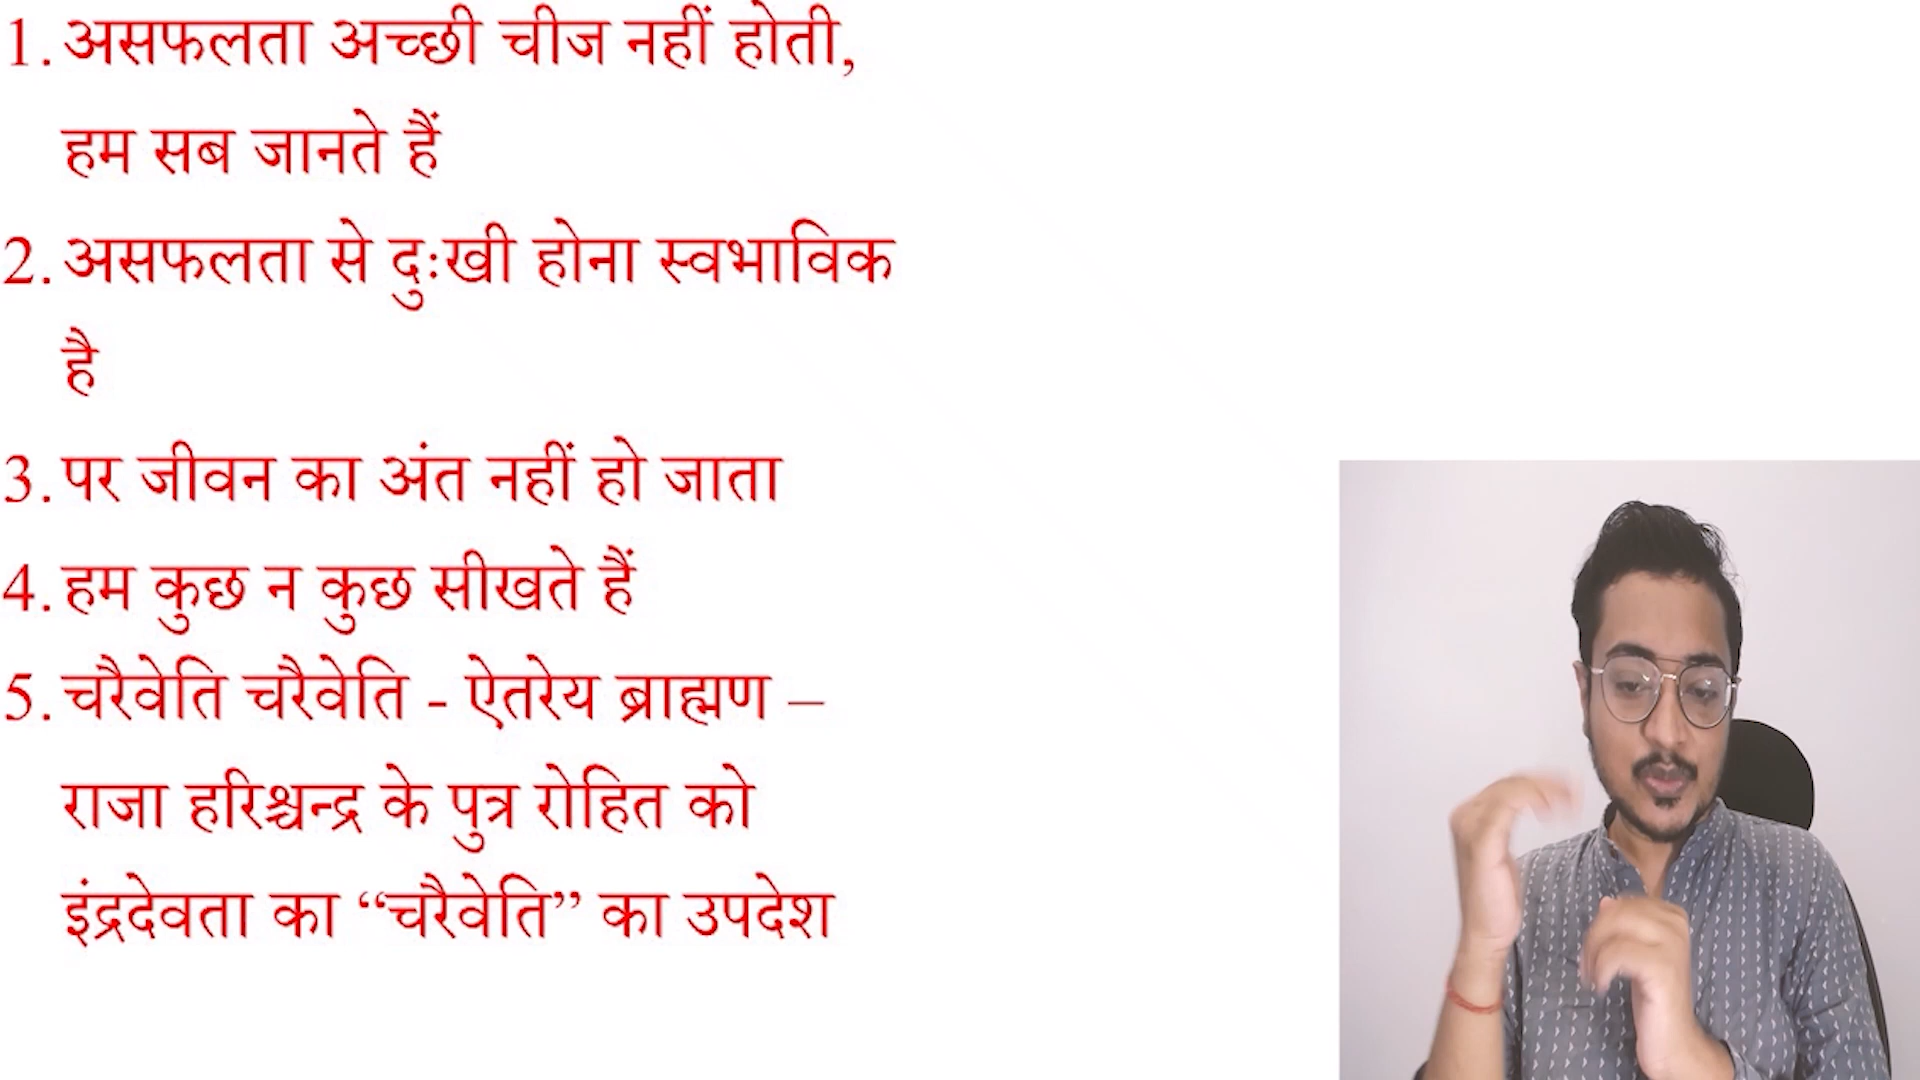 1. असफलता अच्छी चीज नहीं होती,
हम सब जानते हैं
2. असफलता से दुःखी होना स्वभाविक
है
3. पर जीवन का अंत नहीं हो जाता
4. हम कुछ न कुछ सीखते हैं
5. चरैवेति चरैवेति - ऐतरेय ब्राह्मण –
राजा हरिश्चन्द्र के पुत्र रोहित को
इंद्रदेवता का “चरैवेति” का उपदेश